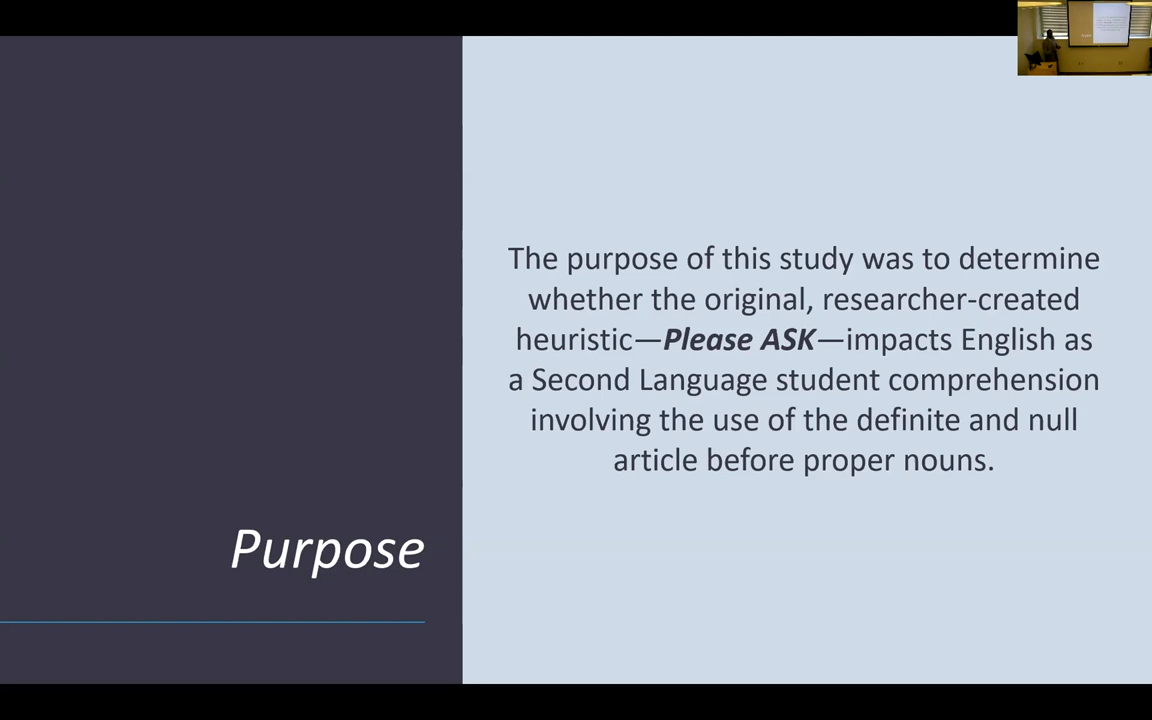 Purpose
The purpose of this study was to determine
whether the original, researcher-created
heuristic—Please ASK—impacts English as
a Second Language student comprehension
involving the use of the definite and null
article before proper nouns.